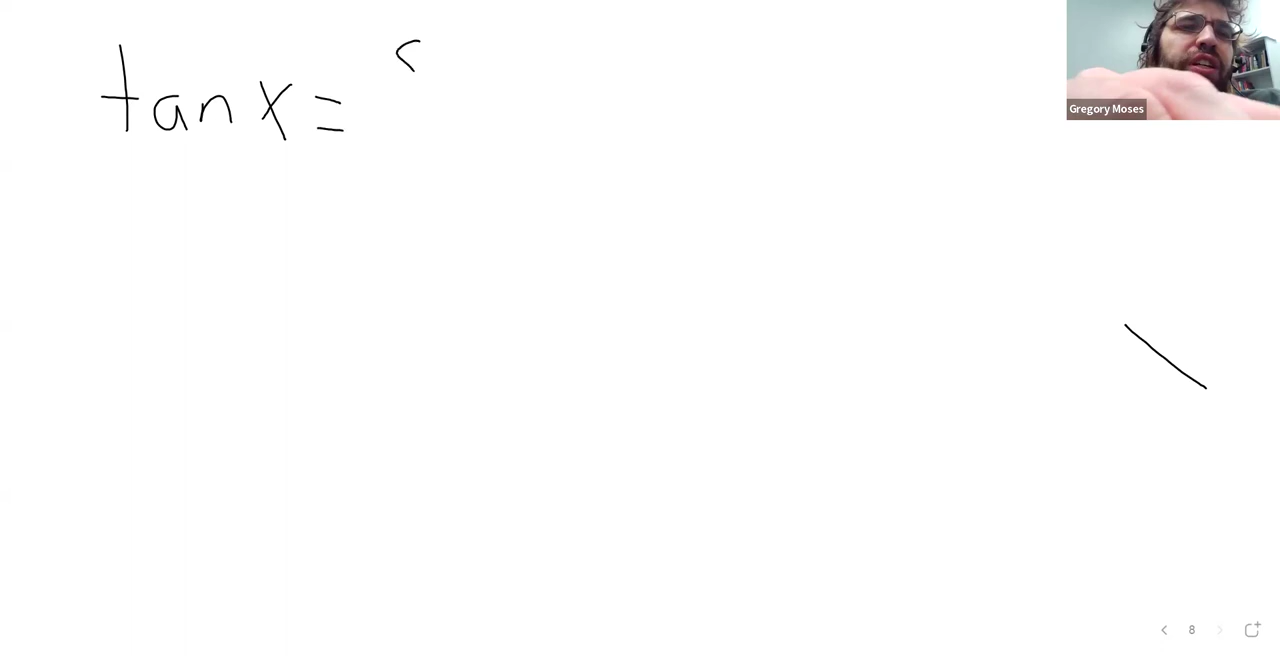 tan x =
Gregory Moses
8